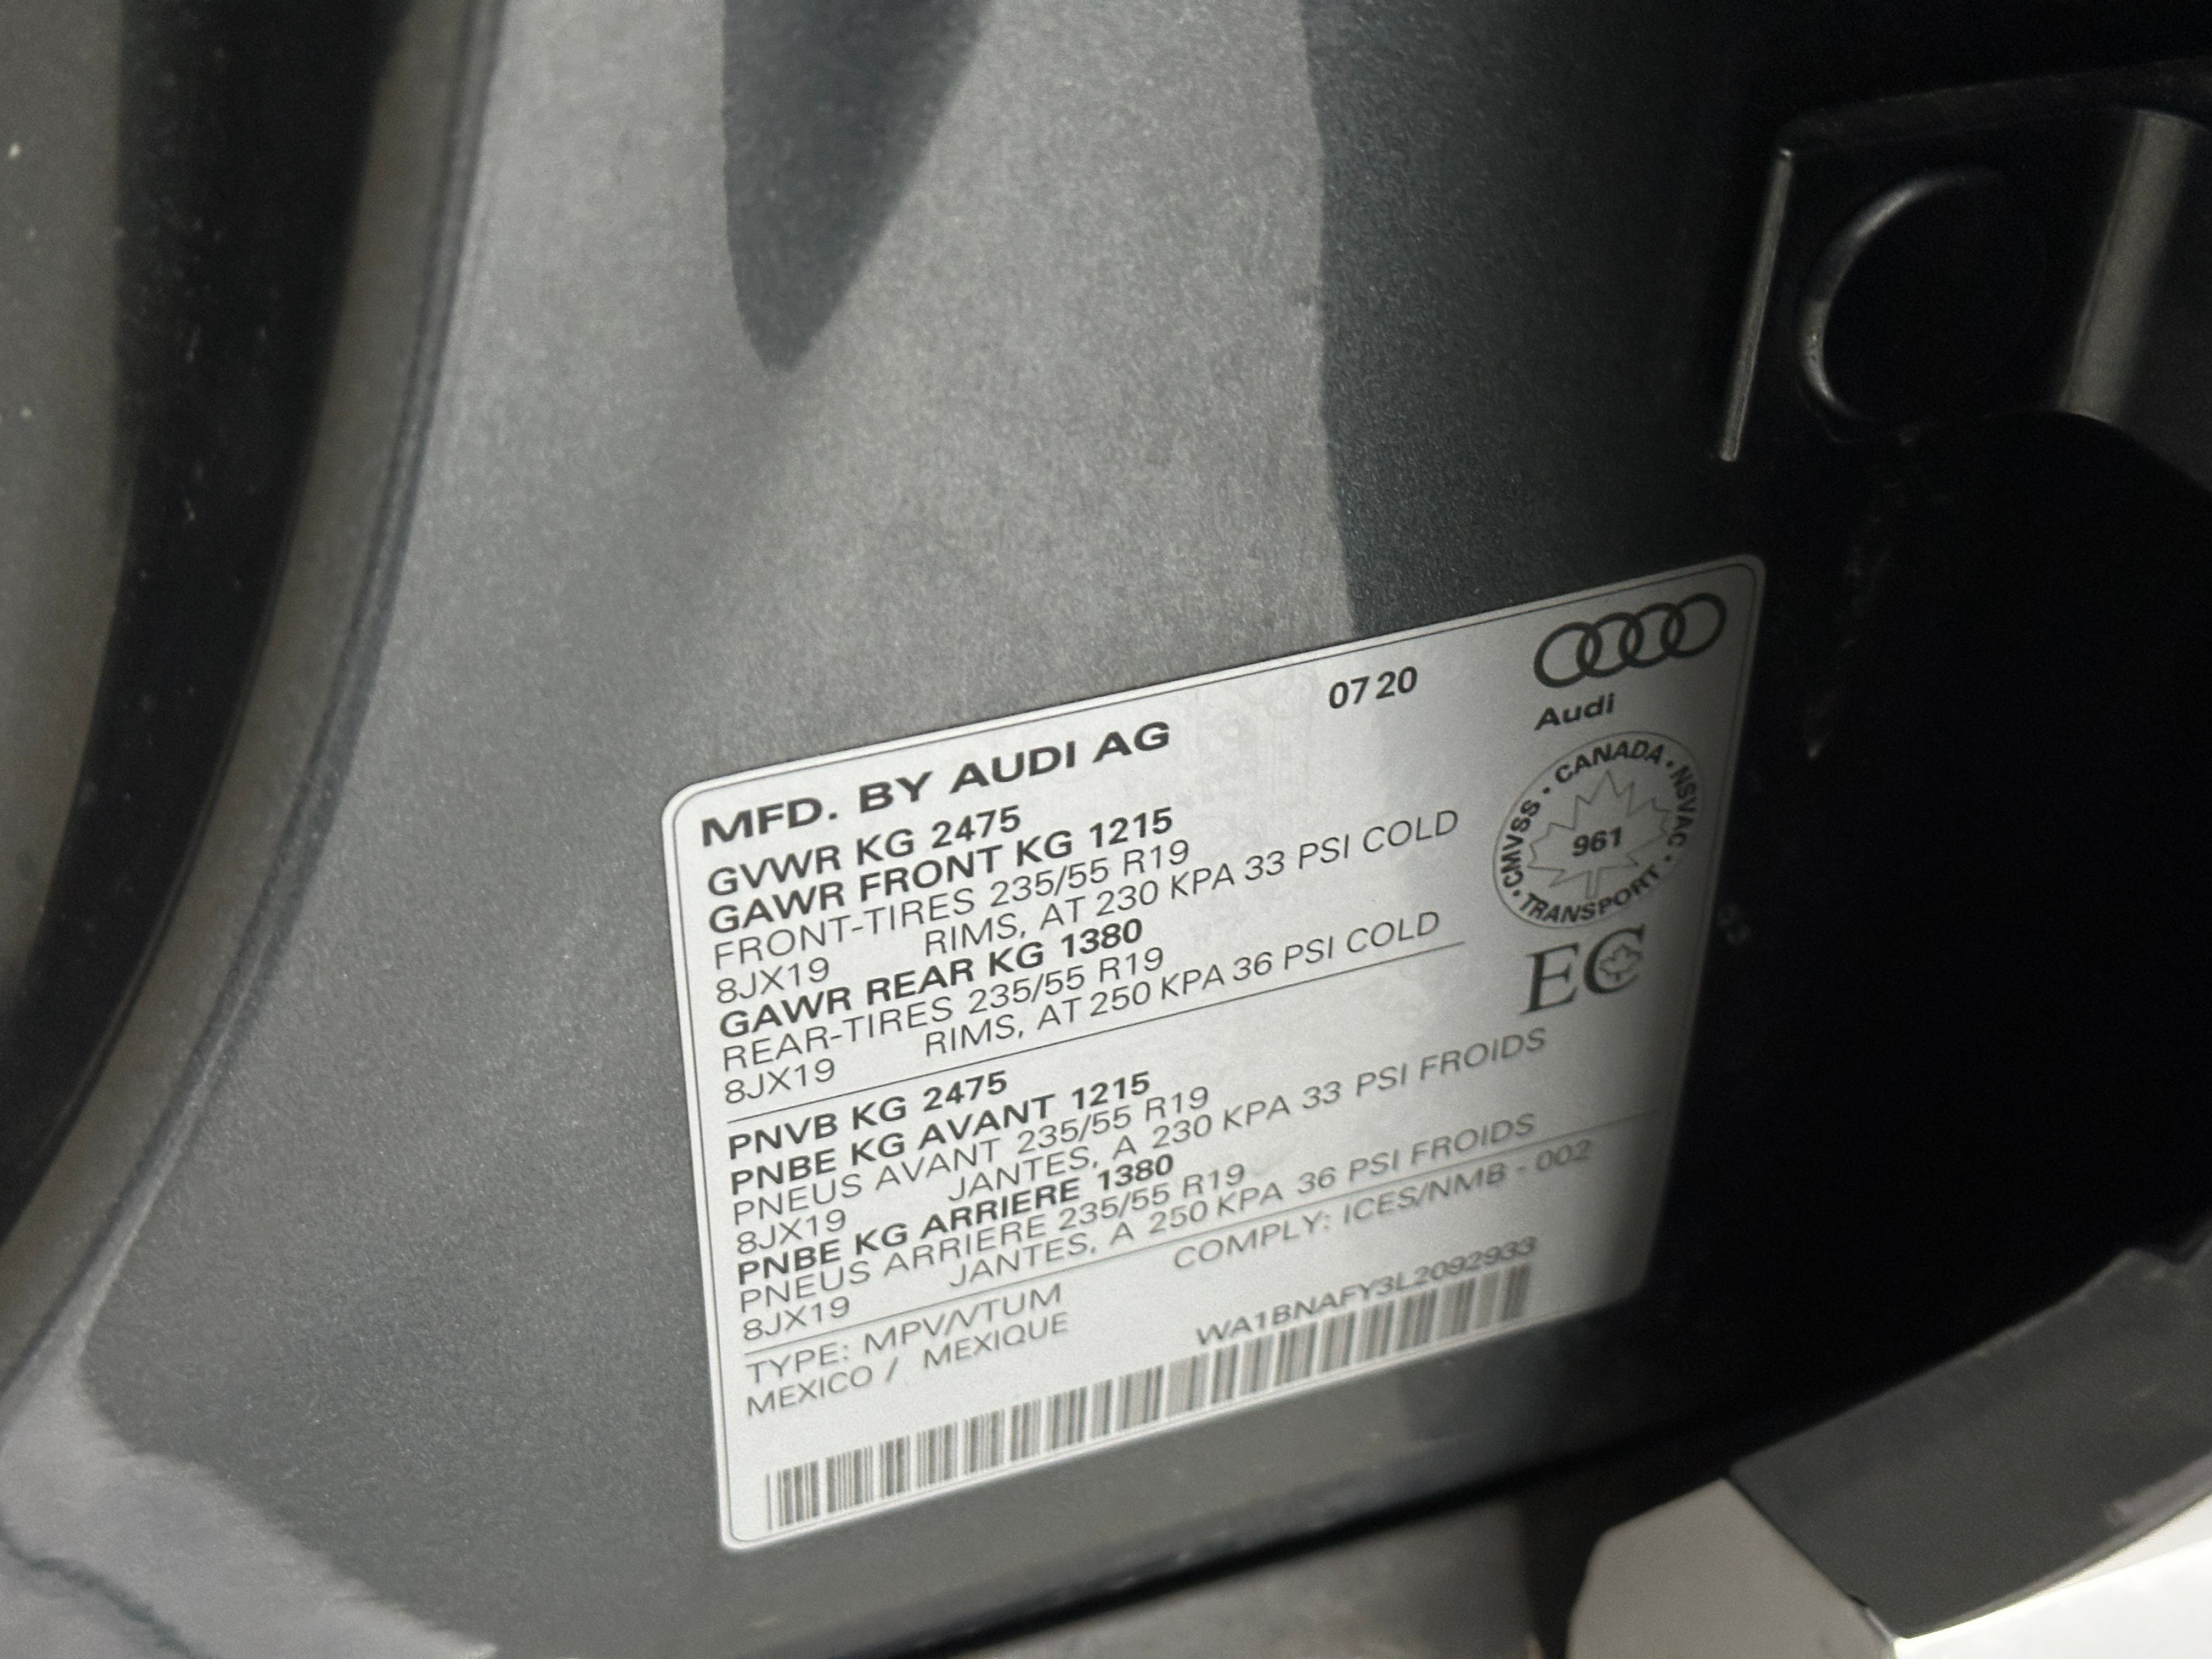 07 20
Audi
MFD. BY AUDI AG
GVWR KG 2475
GAWR FRONT KG 1215
FRONT-TIRES 235/55 R19
8JX19 RIMS, AT 230 KPA 33 PSI COLD
GAWR REAR KG 1380
REAR-TIRES 235/55 R19
8JX19 RIMS, AT 250 KPA 36 PSI COLD
• CANADA • NSVAC • TRANSPORT • CMVSS
961
EC
PNVB KG 2475
PNBE KG AVANT 1215
PNEUS AVANT 235/55 R19
8JX19 JANTES, A 230 KPA 33 PSI FROIDS
PNBE KG ARRIERE 1380
PNEUS ARRIERE 235/55 R19
8JX19 JANTES, A 250 KPA 36 PSI FROIDS
TYPE: MPV/VTUM COMPLY: ICES/NMB - 002
MEXICO / MEXIQUE
WA1BNAFY3L2092933